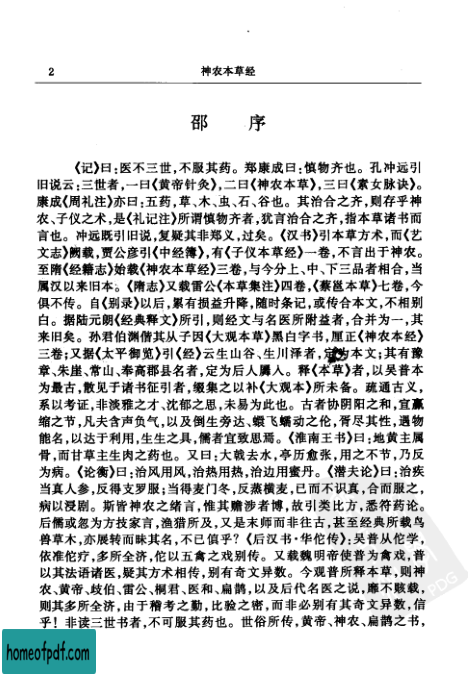 2 神农本草经
邵 序
《记》曰:医不三世,不服其药。郑康成曰:慎物齐也。孔冲远引
旧说云:三世者,一曰《黄帝针灸》,二曰《神农本草》,三曰《素女脉诀》。
康成《周礼注》亦曰:五药,草、木、虫、石、谷也。其治合之齐,则存乎神
农、子仪之术,是《礼记注》所谓慎物齐者,犹言治合之齐,指本草诸书而
言也。冲远既引旧说,复疑其非郑义,过矣。《汉书》引本草方术,而《艺
文志》阙载,贾公彦引《中经簿》,有《子仪本草经》一卷,不言出于神农。
至隋《经籍志》始载《神农本草经》三卷,与今分上、中、下三品者相合,当
属汉以来旧本。《隋志》又载雷公《本草集注》四卷,《蔡邕本草》七卷,今
俱不传。自《别录》以后,累有损益升降,随时条记,或传合本文,不相别
白。据陆元朗《经典释文》所引,则经文与名医所附益者,合并为一,其
来旧矣。孙君伯渊偕其从子因《大观本草》黑白字书,厘正《神农本经》
三卷;又据《太平御览》引《经》云生山谷、生川泽者,定为本文;其有豫
章、朱崖、常山、奉高郡县名者,定为后人羼人。释《本草》者,以吴普本
为最古,散见于诸书征引者,缀集之以补《大观本》所未备。疏通古义,
系以考证,非淡雅之才、沈郁之思,未易为此也。古者协阴阳之和,宜赢
缩之节,凡夫含声负气,以及倒生旁达、蠉飞蠕动之伦,胥尽其性,遇物
能名,以达于利用,生生之具,儒者宜致思焉。《淮南王书》曰:地黄主属
骨,而甘草主生肉之药也。又曰:大戟去水,亭历愈张,用之不节,乃反
为病。《论衡》曰:治风用风,治热用热,治边用蜜丹。《潜夫论》曰:治疾
当真人参,反得支罗服;当得麦门冬,反蒸横麦,已而不识真,合而服之,
病以浸剧。斯皆神农之绪言,惟其赡涉者博,故引类比方,悉符药论。
后儒或忽为方技家言,渔猎所及,又是末师而非往古,甚至经典所载鸟
兽草木,亦展转而昧其名,不已慎乎?《后汉书·华佗传》:吴普从佗学,
依准佗疗,多所全济,佗以五禽之戏别传。又载魏明帝使普为禽戏,普
以其法语诸医,疑其方术相传,别有奇文异数。今观普所释本草,则神
农、黄帝、歧伯、雷公、桐君、医和、扁鹊,以及后代名医之说,靡不赅载,
则其多所全济,由于稽考之勤,比验之密,而非必别有其奇文异数,信
乎!非读三世书者,不可服其药也。世俗所传,黄帝、神农、扁鹊之书,
PDG
homeofpdf.com